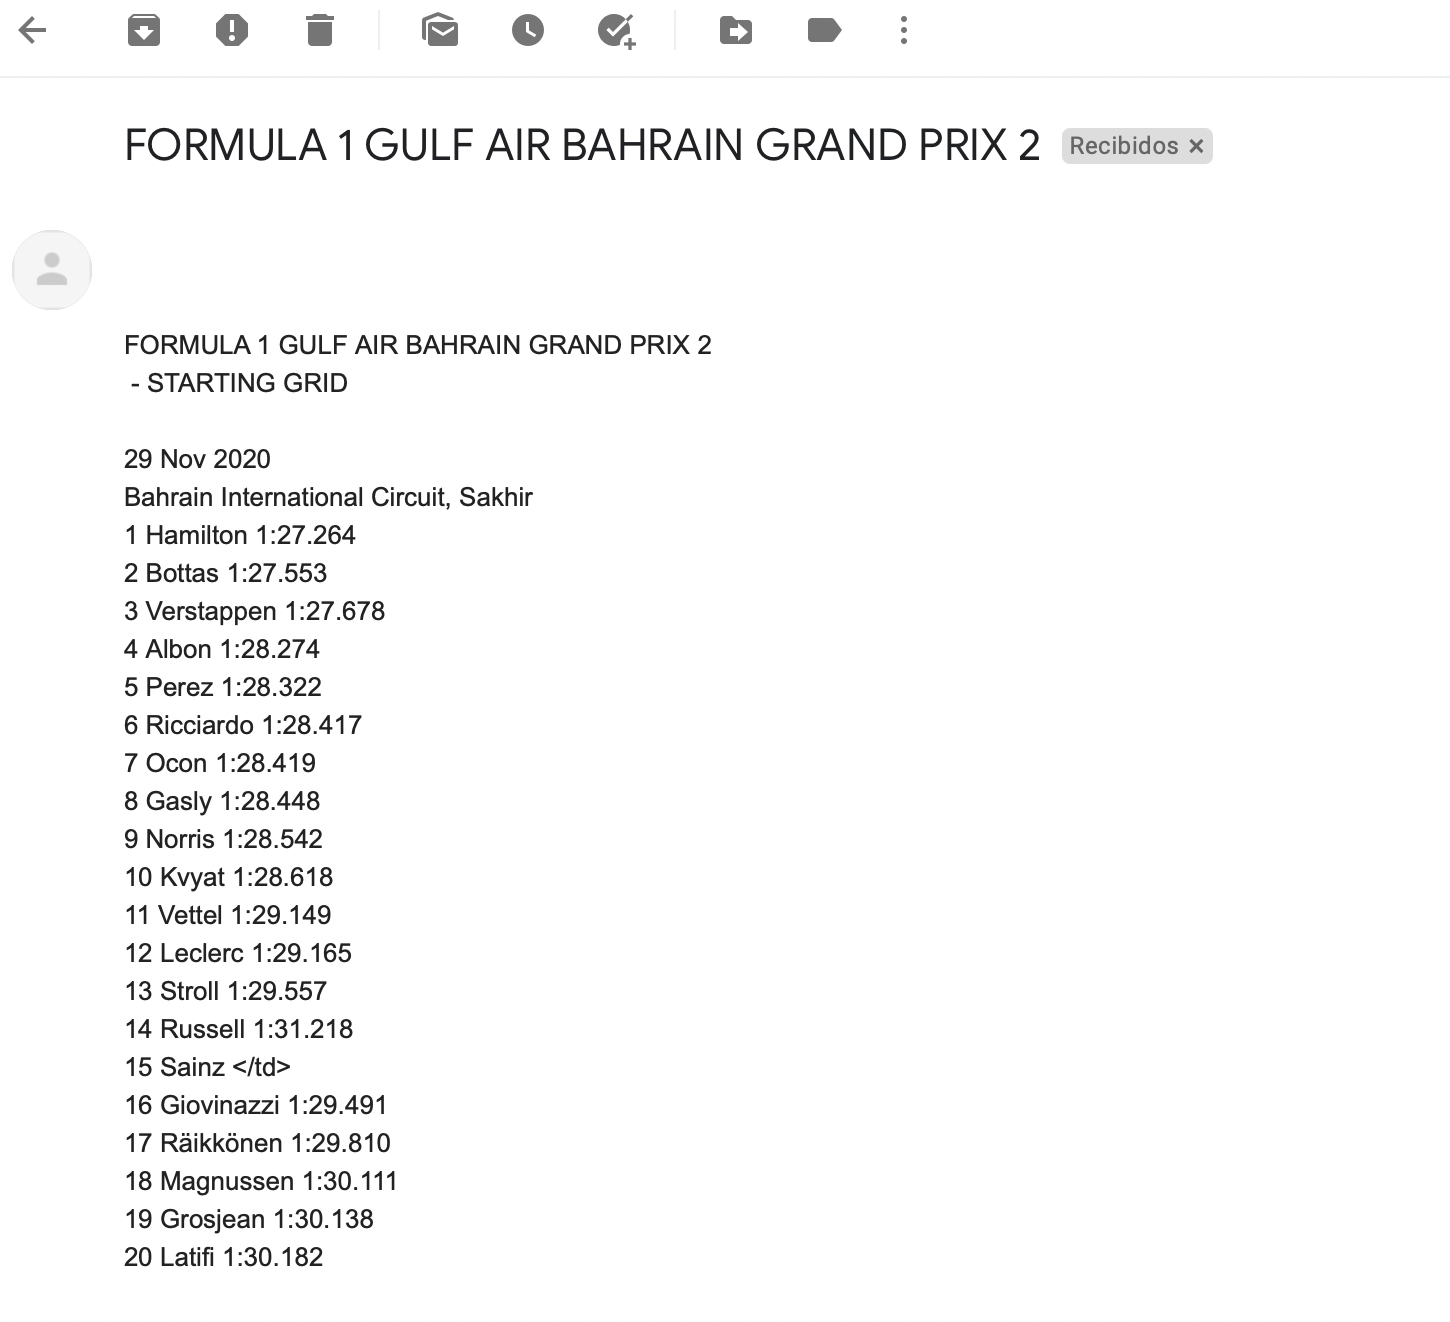 FORMULA 1 GULF AIR BAHRAIN GRAND PRIX 2 Recibidos ×
FORMULA 1 GULF AIR BAHRAIN GRAND PRIX 2
- STARTING GRID
29 Nov 2020
Bahrain International Circuit, Sakhir
1 Hamilton 1:27.264
2 Bottas 1:27.553
3 Verstappen 1:27.678
4 Albon 1:28.274
5 Perez 1:28.322
6 Ricciardo 1:28.417
7 Ocon 1:28.419
8 Gasly 1:28.448
9 Norris 1:28.542
10 Kvyat 1:28.618
11 Vettel 1:29.149
12 Leclerc 1:29.165
13 Stroll 1:29.557
14 Russell 1:31.218
15 Sainz </td>
16 Giovinazzi 1:29.491
17 Räikkönen 1:29.810
18 Magnussen 1:30.111
19 Grosjean 1:30.138
20 Latifi 1:30.182